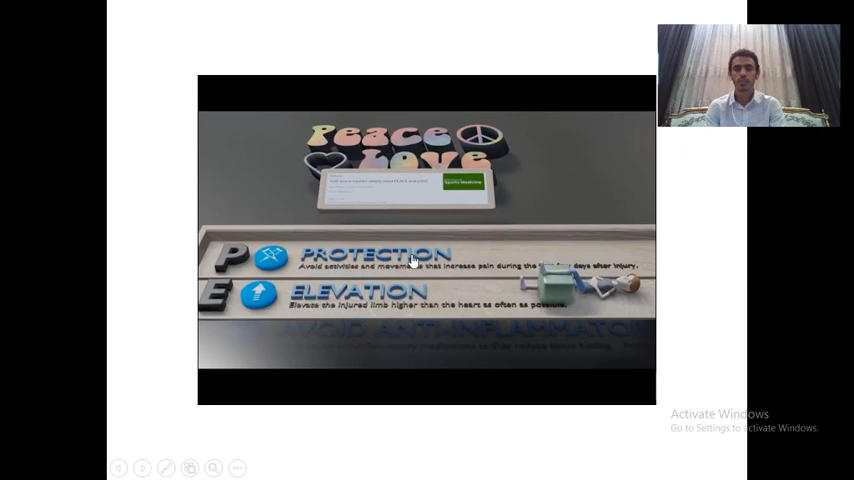 Peace
Love
Sports Medicine
P PROTECTION
Avoid activities and movements that increase pain during the days after injury.
E ELEVATION
Elevate the injured limb higher than the heart as often as possible.
AVOID ANTI-INFLAMMATO
Activate Windows
Go to Settings to activate Windows.